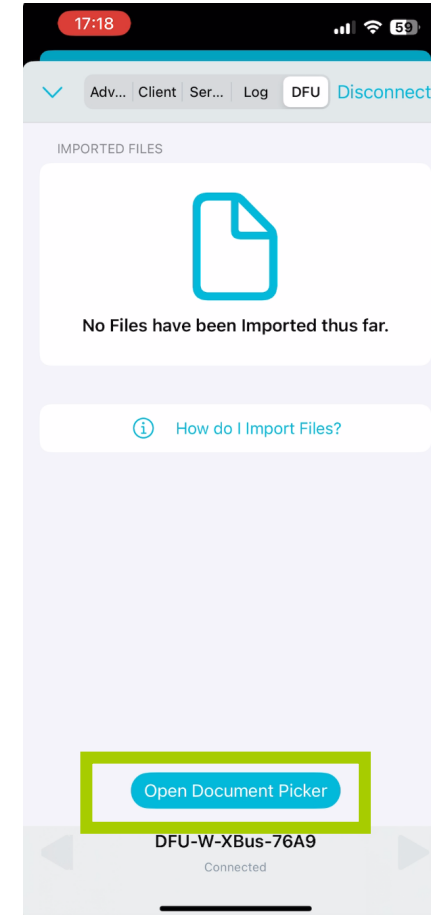 17:18
59
Adv... Client Ser... Log DFU Disconnect
IMPORTED FILES
No Files have been Imported thus far.
How do I Import Files?
Open Document Picker
DFU-W-XBus-76A9
Connected